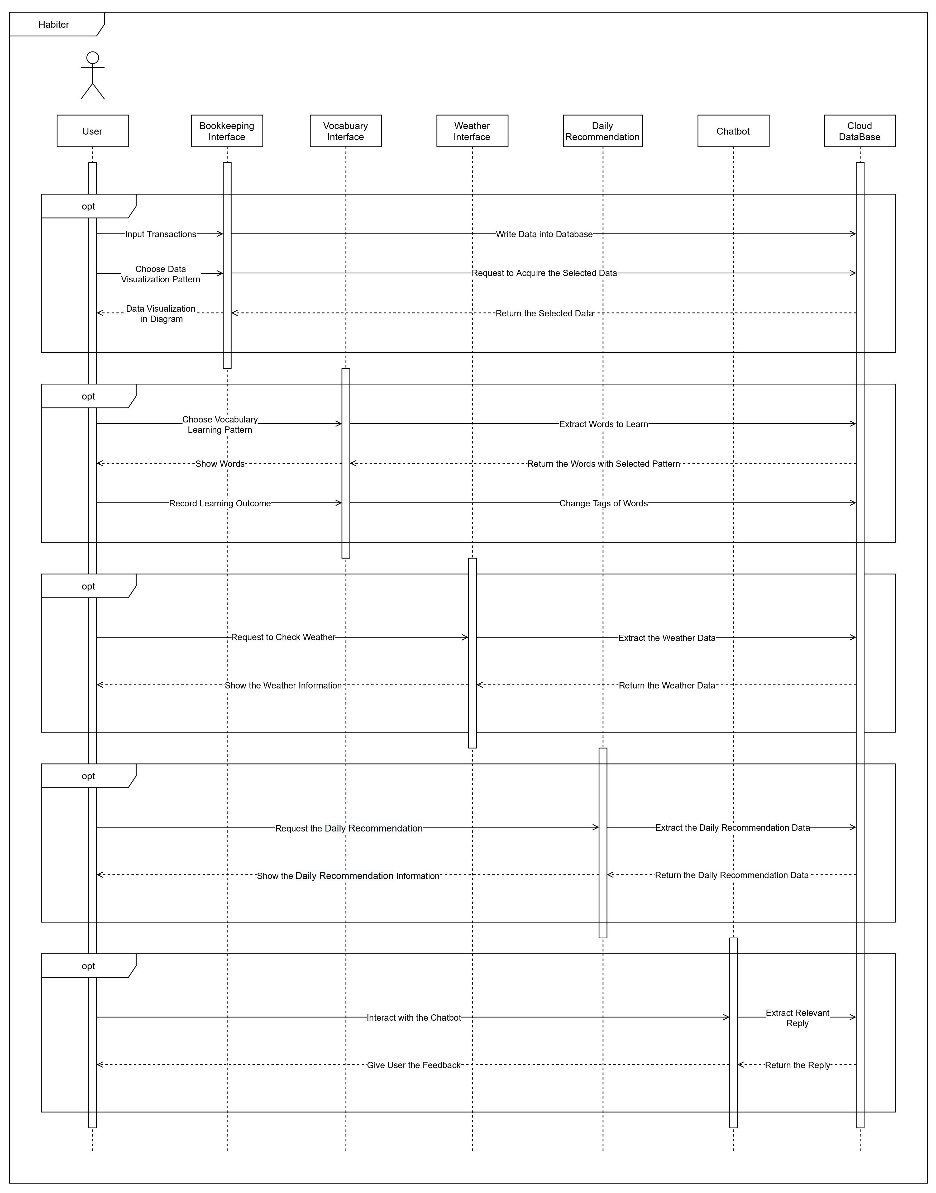 Habiter
User
Bookkeeping
Interface
Vocabuary
Interface
Weather
Interface
Daily
Recommendation
Chatbot
Cloud
DataBase
opt
Input Transactions
Write Data into Database
Choose Data
Visualization Pattern
Request to Acquire the Selected Data
Data Visualization
in Diagram
Return the Selected Data
opt
Choose Vocabulary
Learning Pattern
Extract Words to Learn
Show Words
Return the Words with Selected Pattern
Record Learning Outcome
Change Tags of Words
opt
Request to Check Weather
Extract the Weather Data
Show the Weather Information
Return the Weather Data
opt
Request the Daily Recommendation
Extract the Daily Recommendation Data
Show the Daily Recommendation Information
Return the Daily Recommendation Data
opt
Interact with the Chatbot
Extract Relevant
Reply
Give User the Feedback
Return the Reply